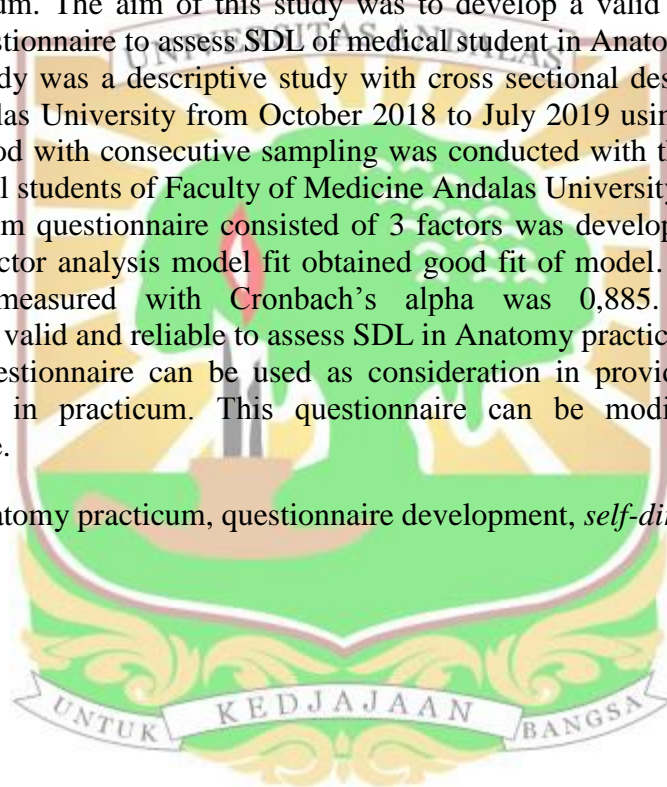 um. The aim of this study was to develop a valid
stionnaire to assess SDL of medical student in Anato
UNIVERSITAS ANDALAS
dy was a descriptive study with cross sectional des
las University from October 2018 to July 2019 usin
od with consecutive sampling was conducted with th
l students of Faculty of Medicine Andalas University
m questionnaire consisted of 3 factors was develop
ctor analysis model fit obtained good fit of model.
measured with Cronbach’s alpha was 0,885.
valid and reliable to assess SDL in Anatomy practic
estionnaire can be used as consideration in provid
in practicum. This questionnaire can be modi
e.
atomy practicum, questionnaire development, self-di
UNTUK KEDJAJAAN BANGSA